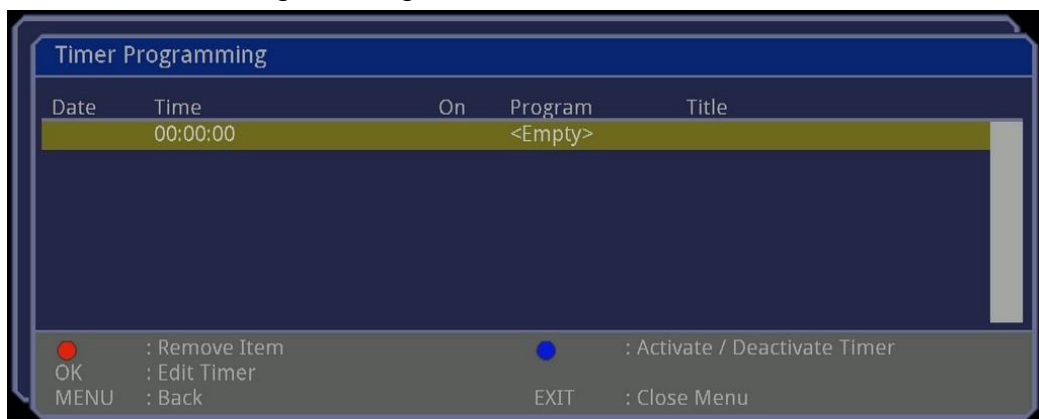 Timer Programming
Date Time On Program Title
00:00:00 <Empty>
: Remove Item : Activate / Deactivate Timer
OK : Edit Timer
MENU : Back EXIT : Close Menu